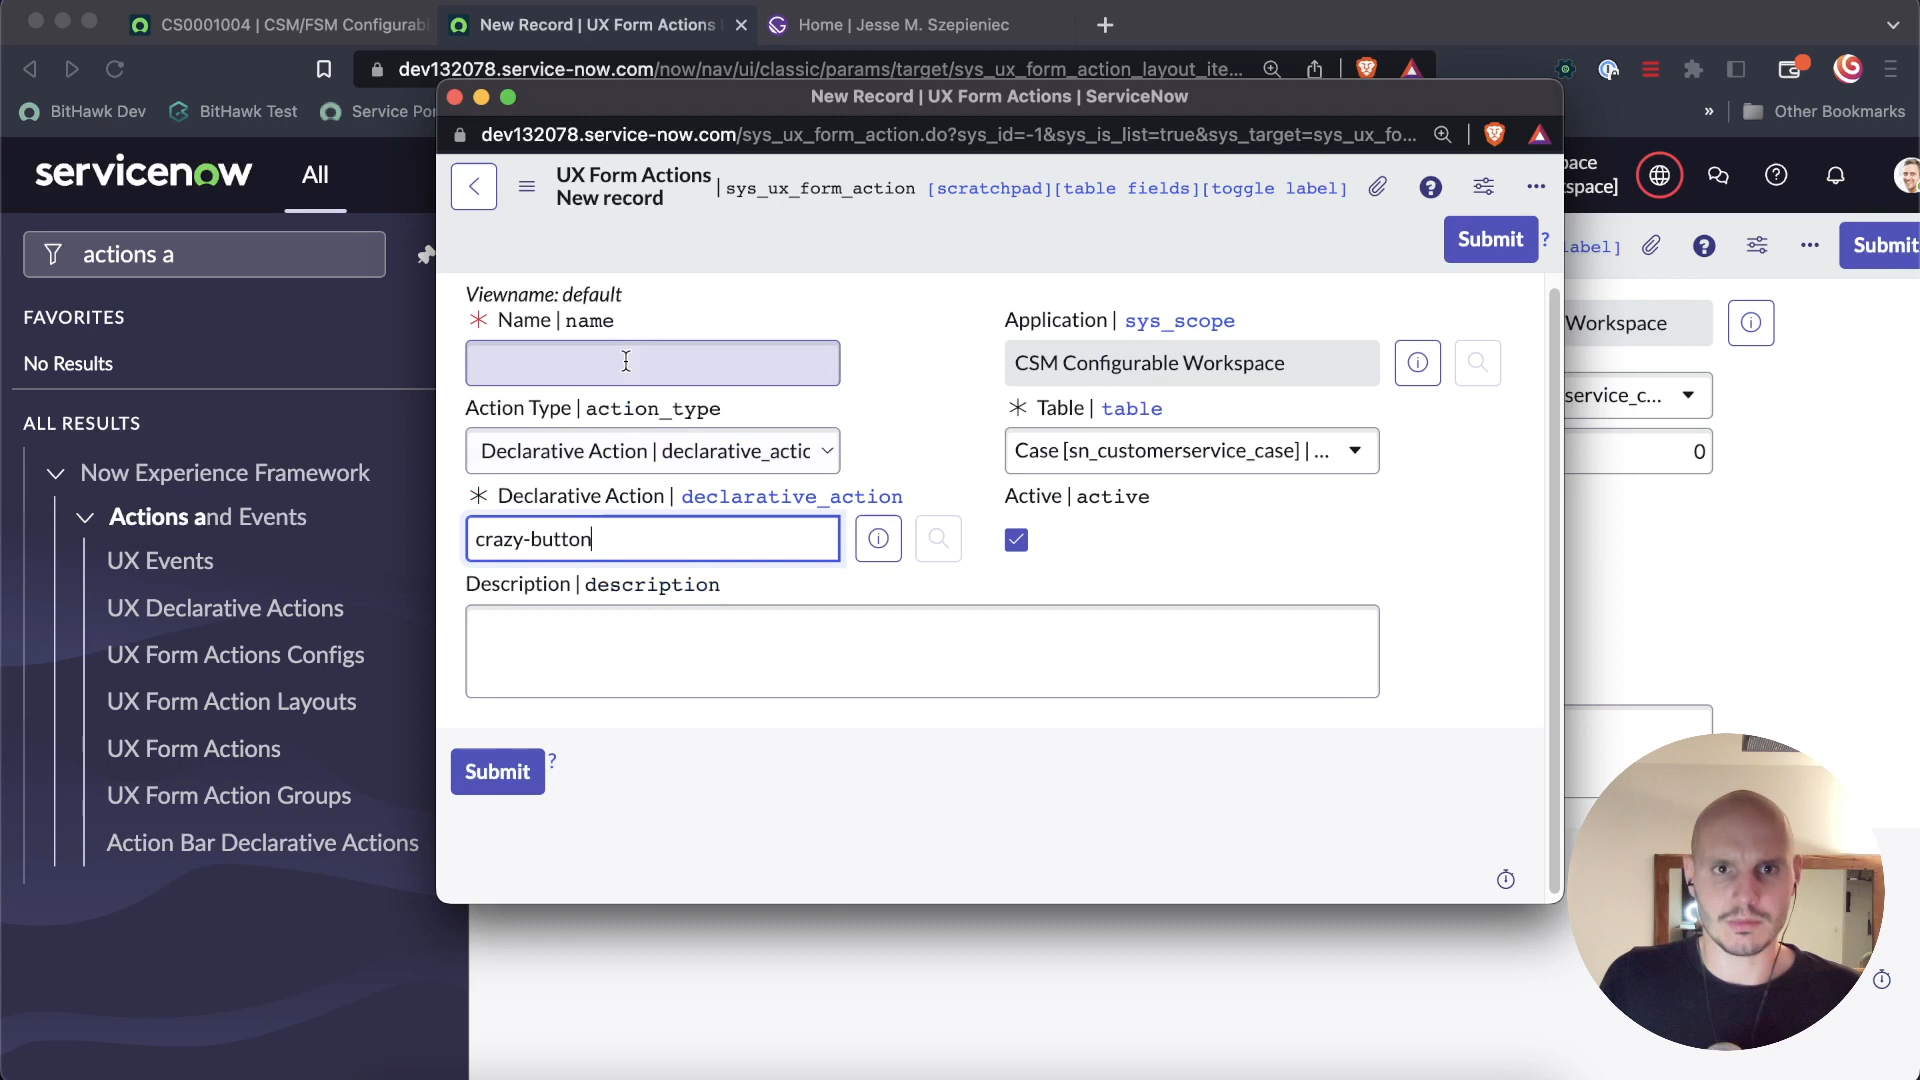 CS0001004 | CSM/FSM Configurabl
New Record | UX Form Actions
Home | Jesse M. Szepieniec
dev132078.service-now.com/now/nav/ui/classic/params/target/sys_ux_form_action_layout_ite...
BitHawk Dev
BitHawk Test
Service Por
»
Other Bookmarks
New Record | UX Form Actions | ServiceNow
dev132078.service-now.com/sys_ux_form_action.do?sys_id=-1&sys_is_list=true&sys_target=sys_ux_fo...
servicenow
All
pace
space]
UX Form Actions
New record
| sys_ux_form_action [scratchpad][table fields][toggle label]
Submit ?
label]
Submit
actions a
FAVORITES
No Results
ALL RESULTS
Now Experience Framework
Actions and Events
UX Events
UX Declarative Actions
UX Form Actions Configs
UX Form Action Layouts
UX Form Actions
UX Form Action Groups
Action Bar Declarative Actions
Viewname: default
Name | name
Application | sys_scope
CSM Configurable Workspace
Workspace
Action Type | action_type
Declarative Action | declarative_actic
Table | table
Case [sn_customerservice_case] | ...
service_c...
0
Declarative Action | declarative_action
crazy-button
Active | active
Description | description
Submit ?